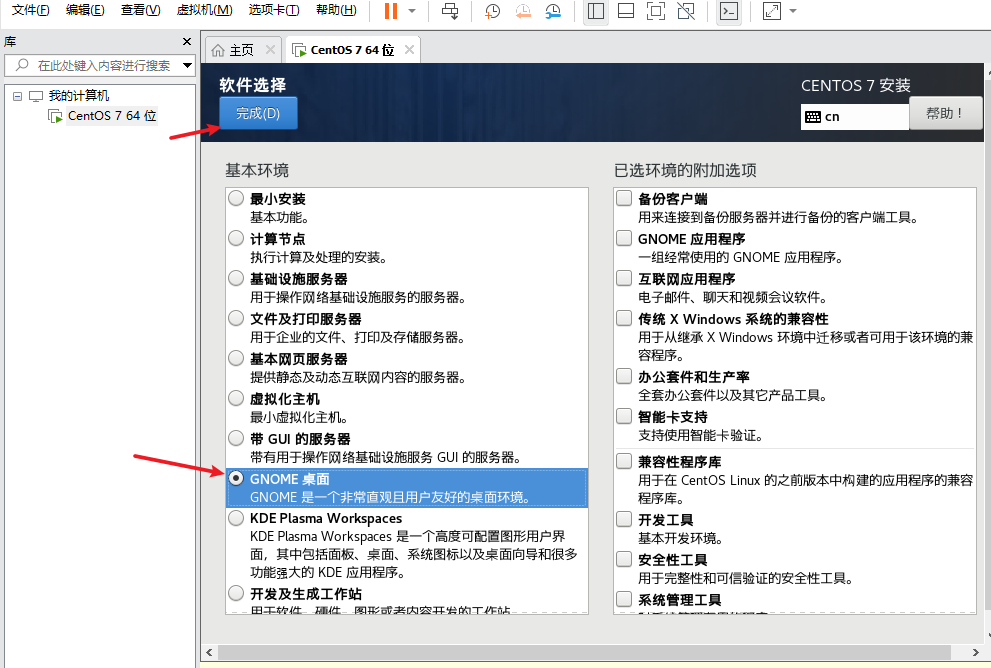 文件(F) 编辑(E) 查看(V) 虚拟机(M) 选项卡(T) 帮助(H)
库
在此处键入内容进行搜索
我的计算机
CentOS 7 64 位
主页
CentOS 7 64 位
软件选择
完成(D)
CENTOS 7 安装
cn
帮助！
基本环境
最小安装
基本功能。
计算节点
执行计算及处理的安装。
基础设施服务器
用于操作网络基础设施服务的服务器。
文件及打印服务器
用于企业的文件、打印及存储服务器。
基本网页服务器
提供静态及动态互联网内容的服务器。
虚拟化主机
最小虚拟化主机。
带 GUI 的服务器
带有用于操作网络基础设施服务 GUI 的服务器。
GNOME 桌面
GNOME 是一个非常直观且用户友好的桌面环境。
KDE Plasma Workspaces
KDE Plasma Workspaces 是一个高度可配置图形用户界
面，其中包括面板、桌面、系统图标以及桌面向导和很多
功能强大的 KDE 应用程序。
开发及生成工作站
用于软件、硬件、图形或者内容开发的工作站。
已选环境的附加选项
备份客户端
用来连接到备份服务器并进行备份的客户端工具。
GNOME 应用程序
一组经常使用的 GNOME 应用程序。
互联网应用程序
电子邮件、聊天和视频会议软件。
传统 X Windows 系统的兼容性
用于从继承 X Windows 环境中迁移或者可用于该环境的兼
容程序。
办公套件和生产率
全套办公套件以及其它产品工具。
智能卡支持
支持使用智能卡验证。
兼容性程序库
用于在 CentOS Linux 的之前版本中构建的应用程序的兼容
程序库。
开发工具
基本开发环境。
安全性工具
用于完整性和可信验证的安全性工具。
系统管理工具